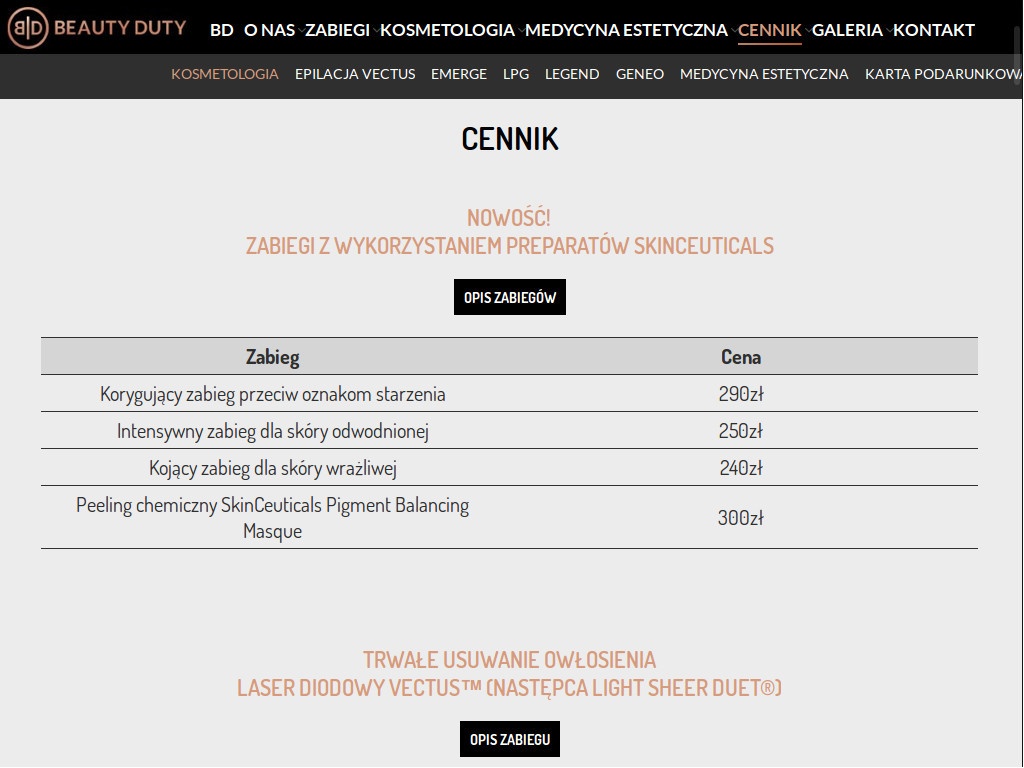 BD BEAUTY DUTY BD O NAS ZABIEGI KOSMETOLOGIA MEDYCYNA ESTETYCZNA CENNIK GALERIA KONTAKT
KOSMETOLOGIA EPILACJA VECTUS EMERGE LPG LEGEND GENEO MEDYCYNA ESTETYCZNA KARTA PODARUNKOWA
CENNIK
NOWOŚĆ!
ZABIEGI Z WYKORZYSTANIEM PREPARATÓW SKINCEUTICALS
OPIS ZABIEGÓW
Zabieg Cena
Korygujący zabieg przeciw oznakom starzenia 290zł
Intensywny zabieg dla skóry odwodnionej 250zł
Kojący zabieg dla skóry wrażliwej 240zł
Peeling chemiczny SkinCeuticals Pigment Balancing
Masque 300zł
TRWAŁE USUWANIE OWŁOSIENIA
LASER DIODOWY VECTUS™ (NASTĘPCA LIGHT SHEER DUET®)
OPIS ZABIEGU